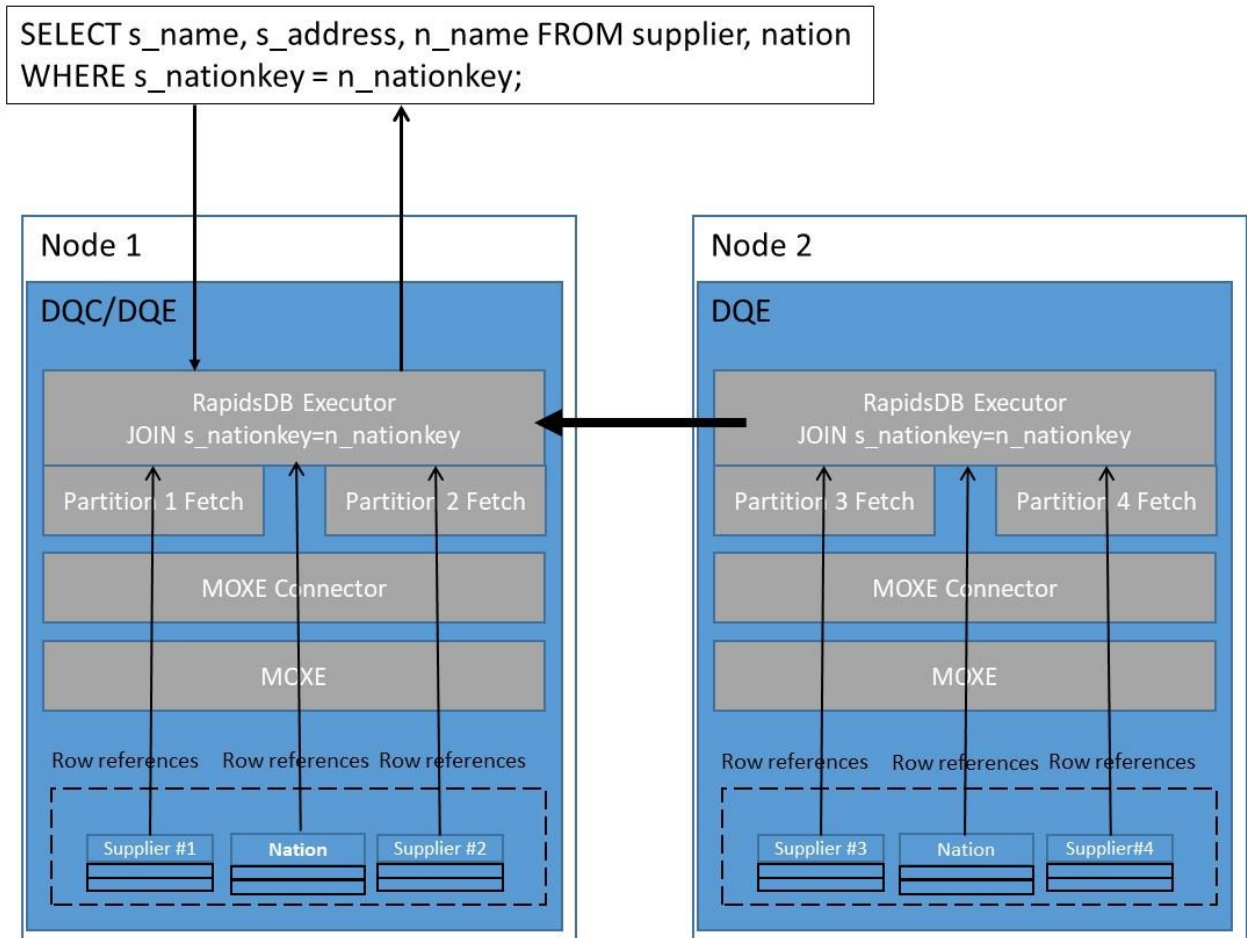 SELECT s_name, s_address, n_name FROM supplier, nation
WHERE s_nationkey = n_nationkey;
Node 1
DQC/DQE
RapidsDB Executor
JOIN s_nationkey=n_nationkey
Partition 1 Fetch
Partition 2 Fetch
MOXE Connector
MOXE
Row references
Row references
Row references
Supplier #1
Nation
Supplier #2
Node 2
DQE
RapidsDB Executor
JOIN s_nationkey=n_nationkey
Partition 3 Fetch
Partition 4 Fetch
MOXE Connector
MOXE
Row references
Row references
Row references
Supplier #3
Nation
Supplier#4